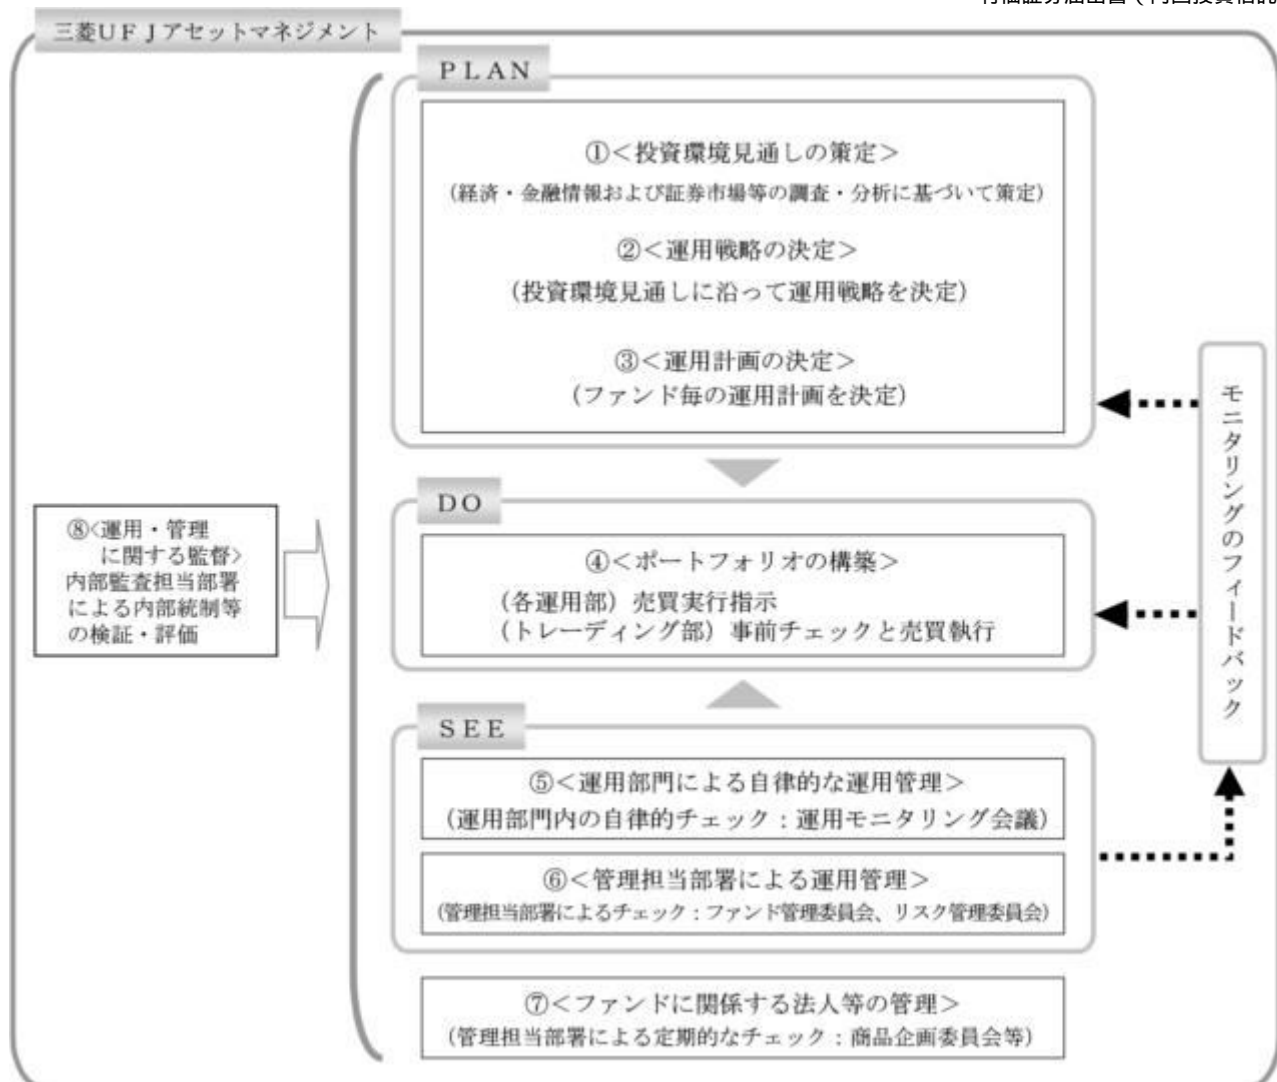 三菱ＵＦＪアセットマネジメント
ＰＬＡＮ
①＜投資環境見通しの策定＞
（経済・金融情報および証券市場等の調査・分析に基づいて策定）
②＜運用戦略の決定＞
（投資環境見通しに沿って運用戦略を決定）
③＜運用計画の決定＞
（ファンド毎の運用計画を決定）
ＤＯ
④＜ポートフォリオの構築＞
（各運用部）売買実行指示
（トレーディング部）事前チェックと売買執行
ＳＥＥ
⑤＜運用部門による自律的な運用管理＞
（運用部門内の自律的チェック：運用モニタリング会議）
⑥＜管理担当部署による運用管理＞
（管理担当部署によるチェック：ファンド管理委員会、リスク管理委員会）
⑦＜ファンドに関係する法人等の管理＞
（管理担当部署による定期的なチェック：商品企画委員会等）
⑧＜運用・管理
に関する監督＞
内部監査担当部署
による内部統制等
の検証・評価
モニタリングのフィードバック